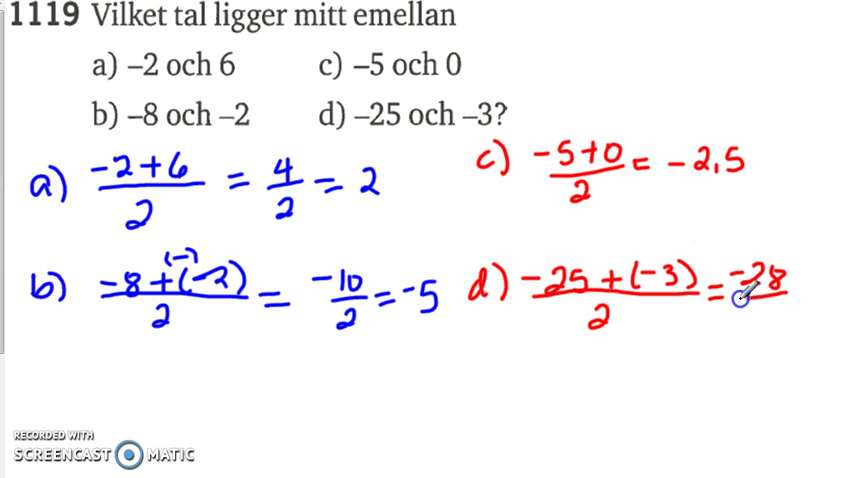 1119 Vilket tal ligger mitt emellan
a) –2 och 6 c) –5 och 0
b) –8 och –2 d) –25 och –3?
a) (-2+6)/2 = 4/2 = 2
c) (-5+0)/2 = -2,5
(-)
b) (-8+(-2))/2 = -10/2 = -5
d) (-25+(-3))/2 = -28
RECORDED WITH
SCREENCAST MATIC